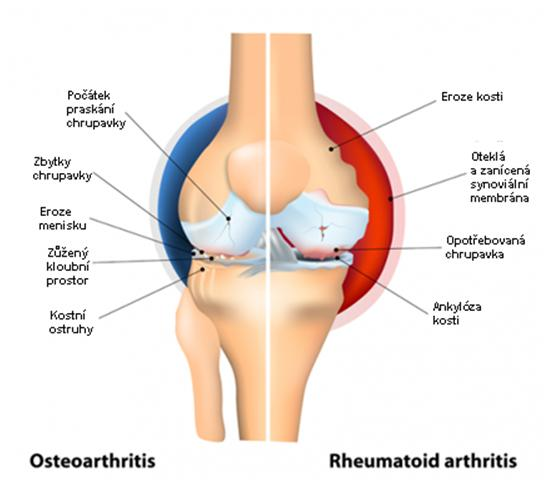 Počátek
praskání
chrupavky
Zbytky
chrupavky
Eroze
menisku
Zůžený
kloubní
prostor
Kostní
ostruhy
Eroze kosti
Oteklá
a zanícená
synoviální
membrána
Opotřebovaná
chrupavka
Ankylóza
kosti
Osteoarthritis
Rheumatoid arthritis